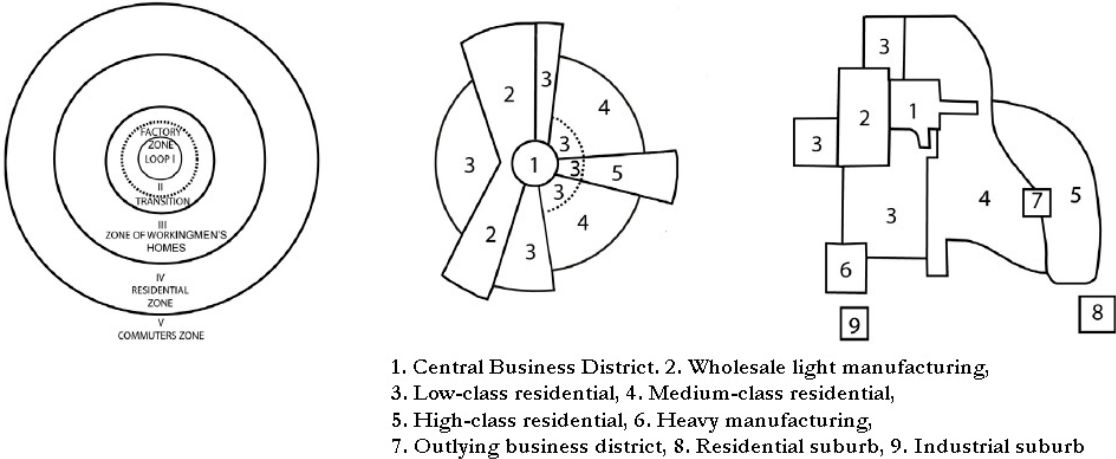 FACTORY
ZONE
LOOP I
II
TRANSITION
III
ZONE OF WORKINGMEN'S
HOMES
IV
RESIDENTIAL
ZONE
V
COMMUTERS ZONE
2
3
4
3
3
1
3
5
3
4
2
3
3
1
2
3
3
4
7
5
6
9
8
1. Central Business District. 2. Wholesale light manufacturing,
3. Low-class residential, 4. Medium-class residential,
5. High-class residential, 6. Heavy manufacturing,
7. Outlying business district, 8. Residential suburb, 9. Industrial suburb